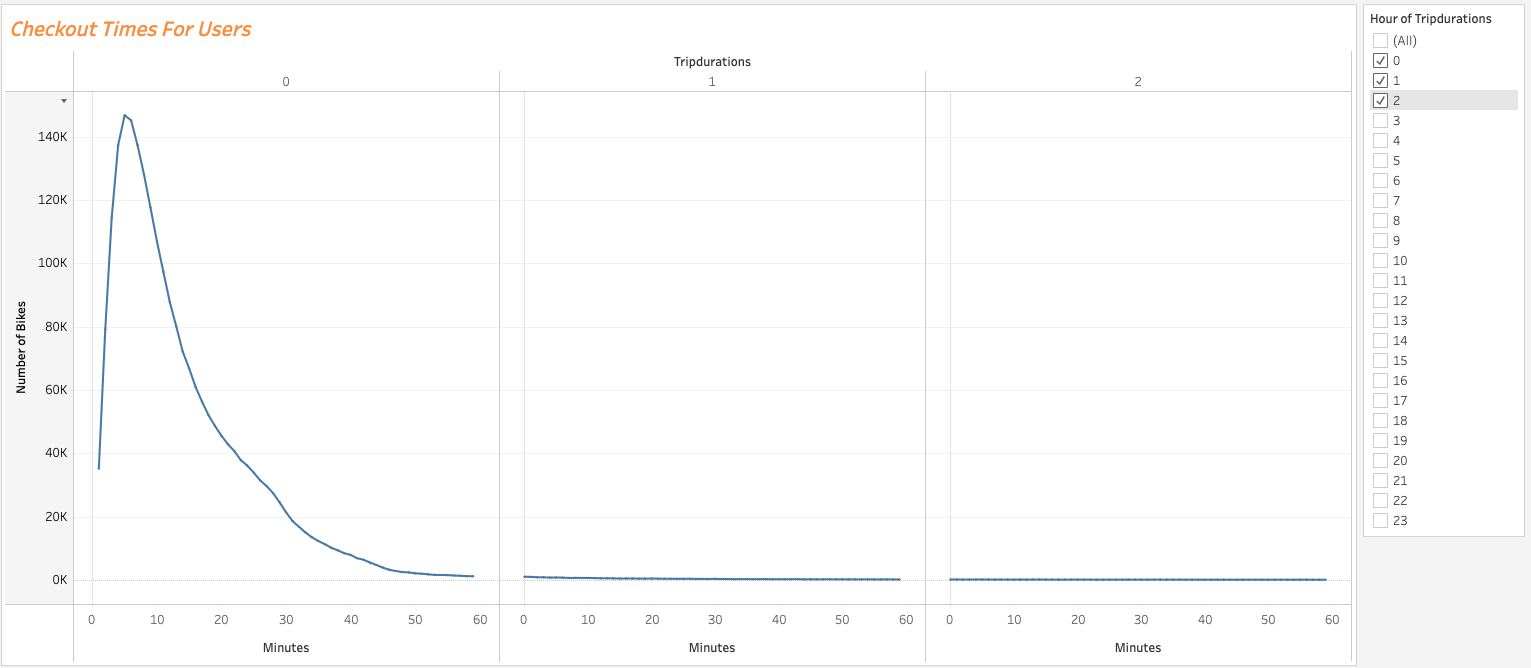 Checkout Times For Users
Tripdurations
0 1 2
140K
120K
100K
80K
60K
40K
20K
0K
Number of Bikes
0 10 20 30 40 50 60 0 10 20 30 40 50 60 0 10 20 30 40 50 60
Minutes Minutes Minutes
Hour of Tripdurations
(All)
0
1
2
3
4
5
6
7
8
9
10
11
12
13
14
15
16
17
18
19
20
21
22
23